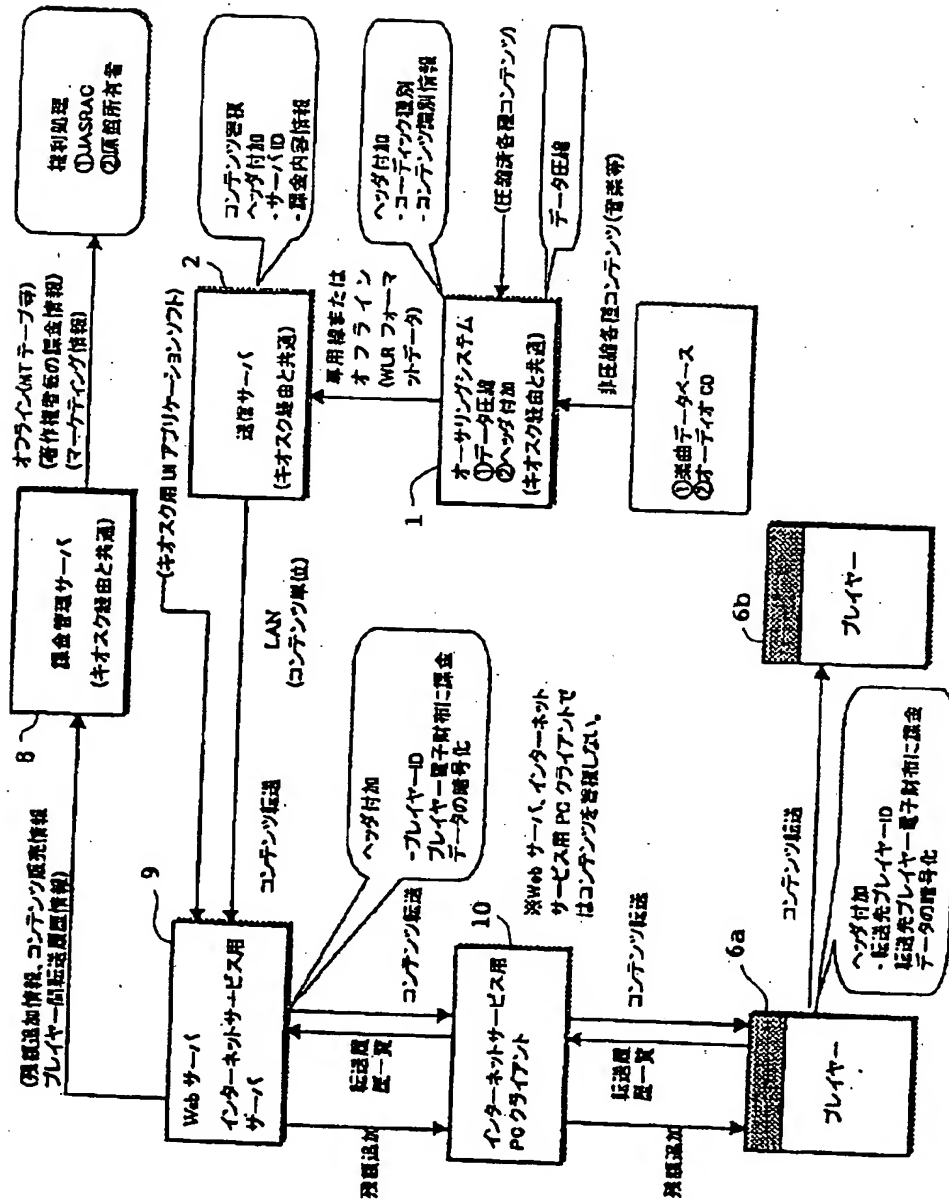 権利処理
①JASRAC
②原盤所有者
オフライン(MTテープ等)
(著作権者毎の課金情報)
(マーケティング情報)
課金管理サーバ
(キオスク経由と共通)
8
(残額追加情報、コンテンツ販売情報
プレイヤー間転送履歴情報)
コンテンツ蓄積
ヘッダ付加
・サーバID
・課金内容情報
2
送信サーバ
(キオスク経由と共通)
(キオスク用UIアプリケーションソフト)
LAN
(コンテンツ単位)
コンテンツ転送
9
Webサーバ
インターネットサービス用
サーバ
ヘッダ付加
・コーディック種別
・コンテンツ識別情報
(圧縮済各種コンテンツ)
データ圧縮
専用線または
オフライン
(WLRフォーマ
ットデータ)
1
オーサリングシステム
①データ圧縮
②ヘッダ付加
(キオスク経由と共通)
非圧縮各種コンテンツ(音楽等)
①楽曲データベース
②オーディオCD
ヘッダ付加
・プレイヤーID
プレイヤー電子財布に課金
データの暗号化
残額追加
転送履
歴一覧
コンテンツ転送
10
インターネットサービス用
PCクライアント
※Webサーバ、インターネット
サービス用PCクライアントで
はコンテンツを蓄積しない。
残額追加
転送履
歴一覧
コンテンツ転送
6a
プレイヤー
コンテンツ転送
ヘッダ付加
・転送先プレイヤーID
転送先プレイヤー電子財布に課金
データの暗号化
6b
プレイヤー